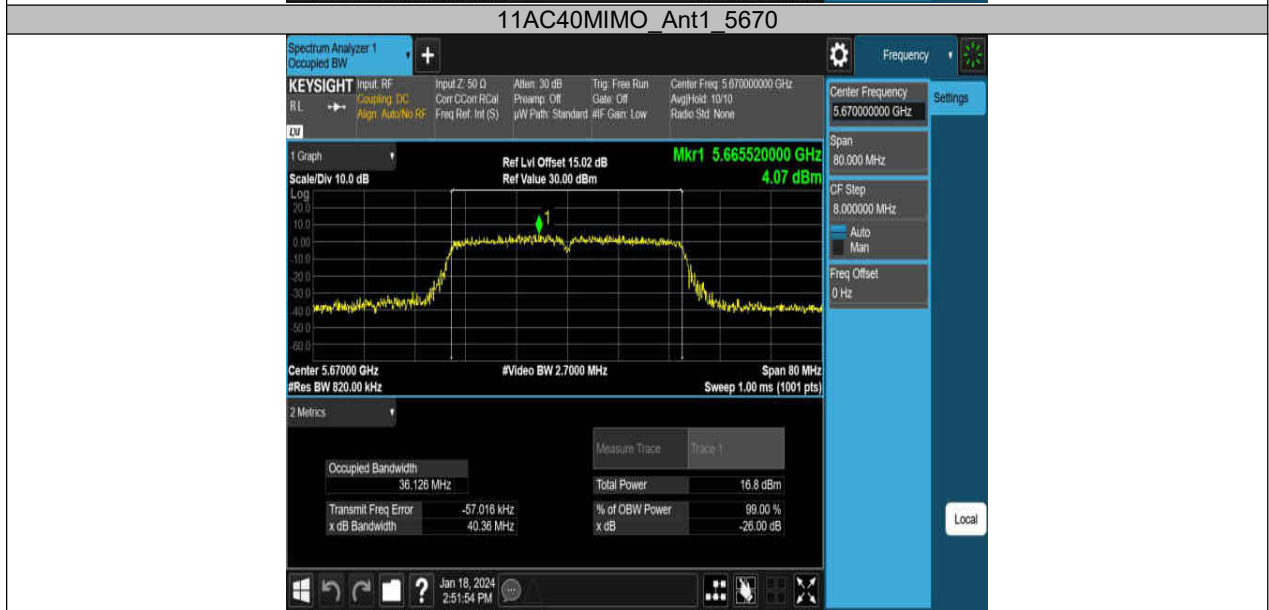 11AC40MIMO_Ant1_5670
Spectrum Analyzer 1
Occupied BW
+
Frequency
KEYSIGHT Input: RF Input Z: 50 Ω Atten: 30 dB Trig: Free Run Center Freq: 5.670000000 GHz
RL Coupling: DC Corr CCorr RCal Preamp: Off Gate: Off Avg|Hold: 10/10
Align: Auto/No RF Freq Ref: Int (S) µW Path: Standard #IF Gain: Low Radio Std: None
LXI
Center Frequency
5.670000000 GHz
Settings
Span
80.000 MHz
CF Step
8.000000 MHz
Auto
Man
Freq Offset
0 Hz
Local
1 Graph
Ref Lvl Offset 15.02 dB
Mkr1 5.665520000 GHz
Scale/Div 10.0 dB
Ref Value 30.00 dBm
4.07 dBm
Log
20.0
10.0
0.00
-10.0
-20.0
-30.0
-40.0
-50.0
-60.0
1
Center 5.67000 GHz #Video BW 2.7000 MHz Span 80 MHz
#Res BW 820.00 kHz Sweep 1.00 ms (1001 pts)
2 Metrics
Measure Trace Trace 1
Occupied Bandwidth
36.126 MHz
Total Power 16.8 dBm
Transmit Freq Error -57.016 kHz % of OBW Power 99.00 %
x dB Bandwidth 40.36 MHz x dB -26.00 dB
? Jan 18, 2024
2:51:54 PM